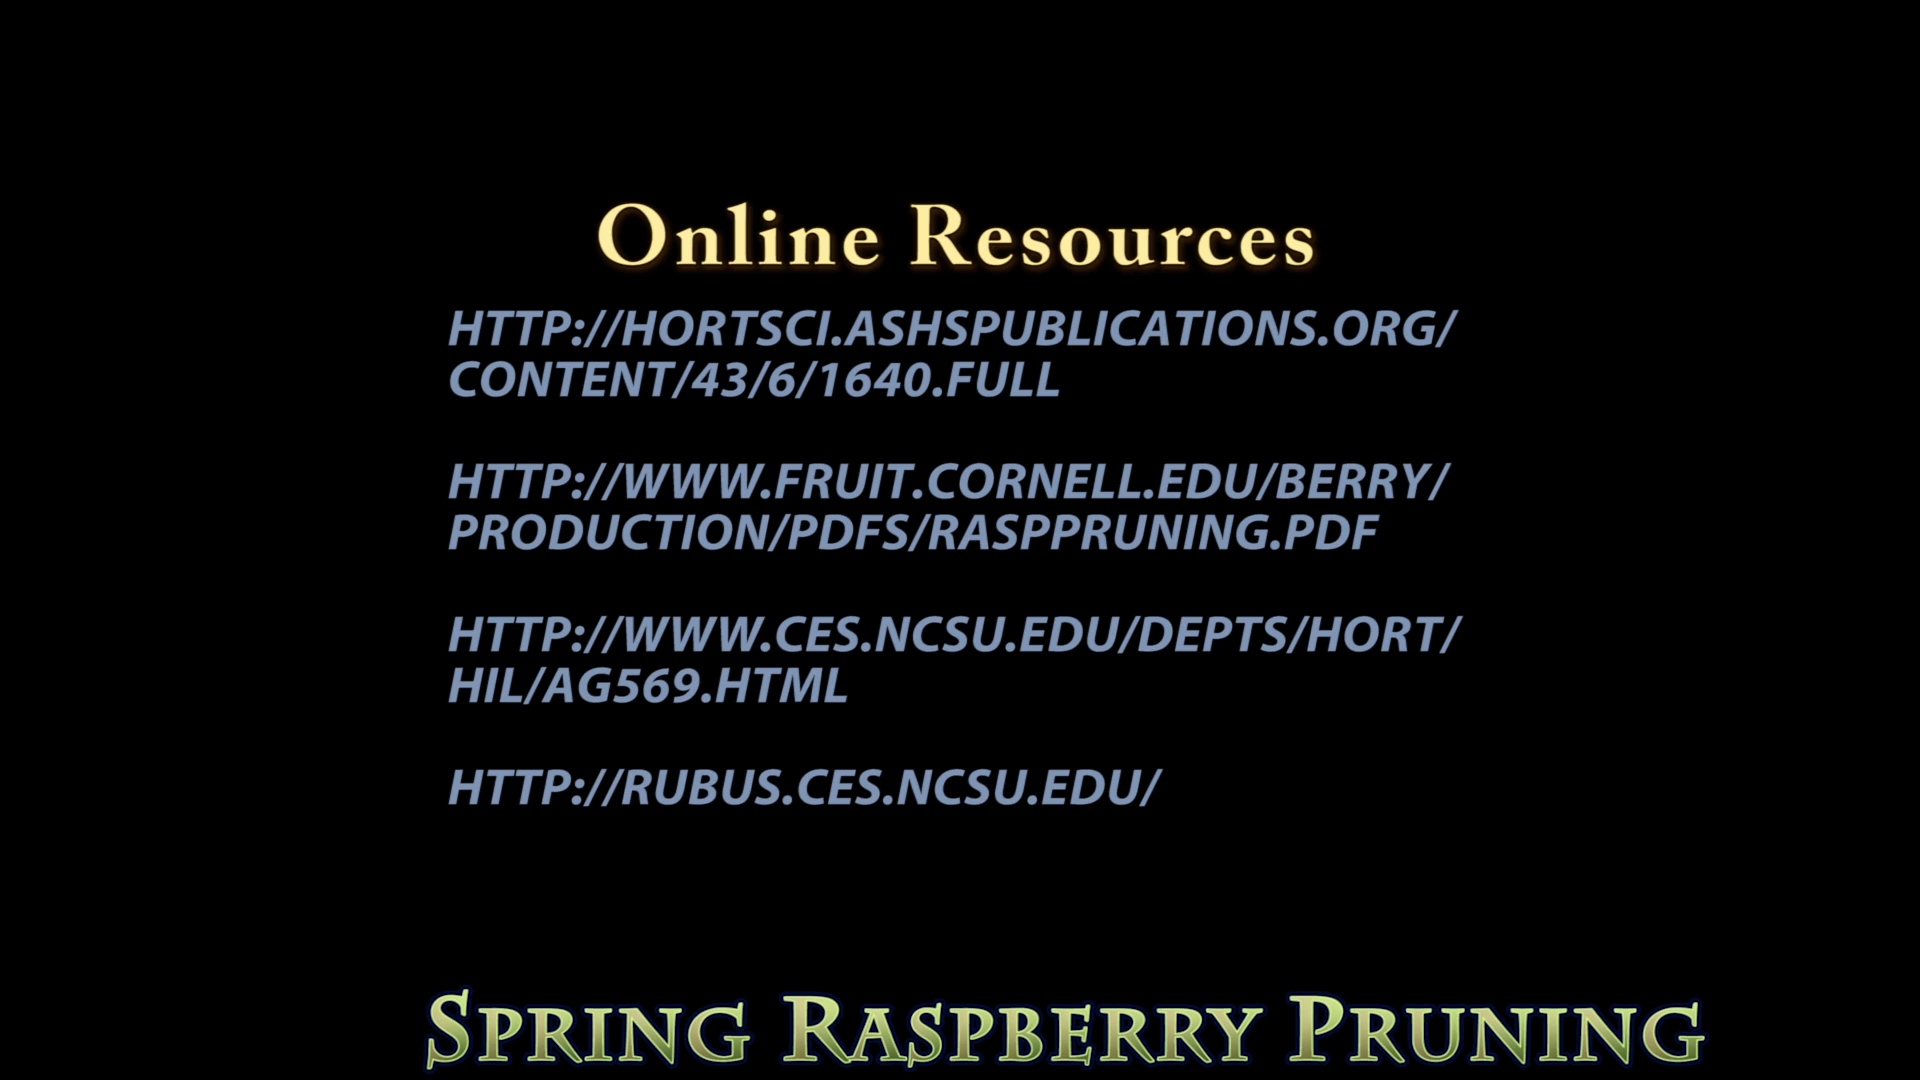 Online Resources
HTTP://HORTSCI.ASHSPUBLICATIONS.ORG/
CONTENT/43/6/1640.FULL
HTTP://WWW.FRUIT.CORNELL.EDU/BERRY/
PRODUCTION/PDFS/RASPPRUNING.PDF
HTTP://WWW.CES.NCSU.EDU/DEPTS/HORT/
HIL/AG569.HTML
HTTP://RUBUS.CES.NCSU.EDU/
SPRING RASPBERRY PRUNING